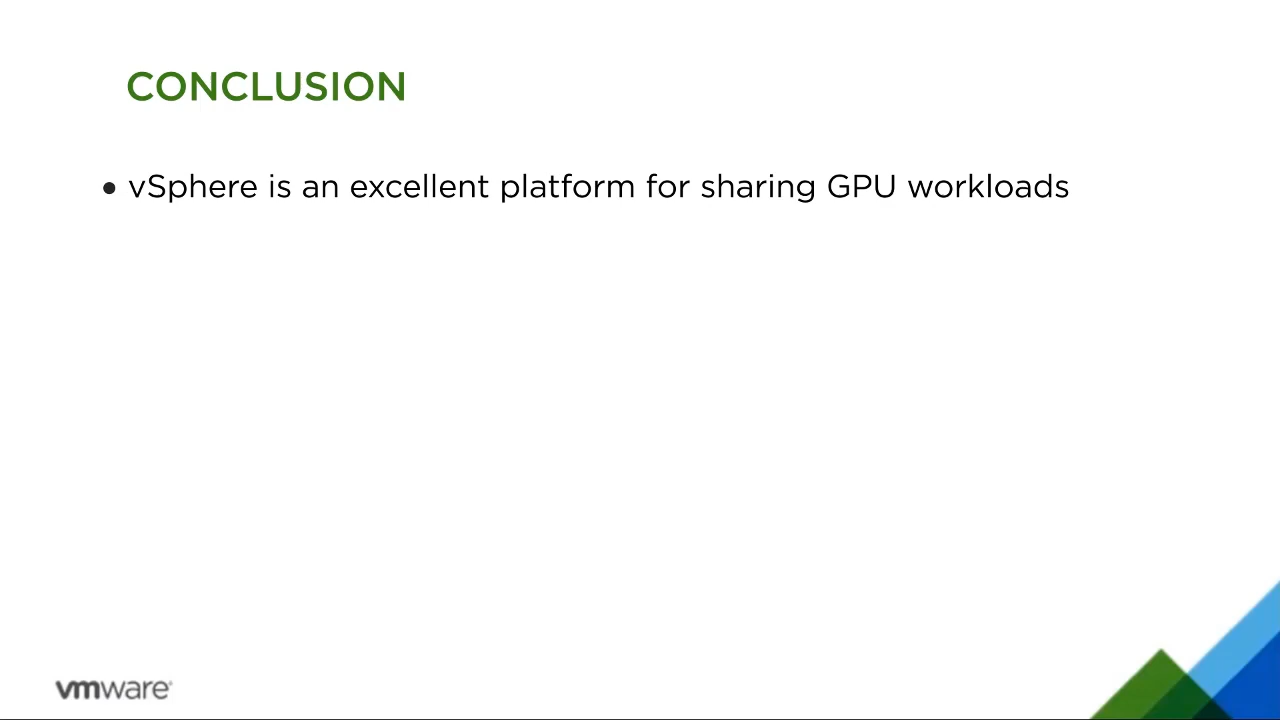 CONCLUSION
• vSphere is an excellent platform for sharing GPU workloads
vmware®